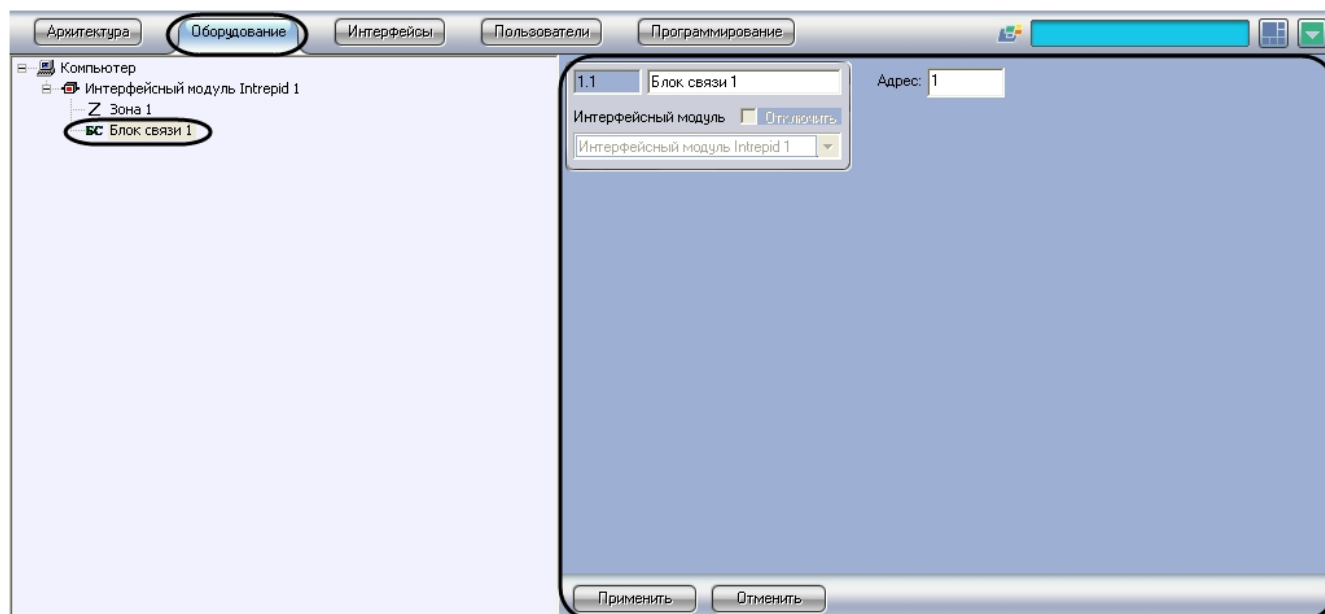 Архитектура Оборудование Интерфейсы Пользователи Программирование
Компьютер
Интерфейсный модуль Intrepid 1
Z Зона 1
БС Блок связи 1
1.1 Блок связи 1 Адрес: 1
Интерфейсный модуль Отключить
Интерфейсный модуль Intrepid 1
Применить Отменить